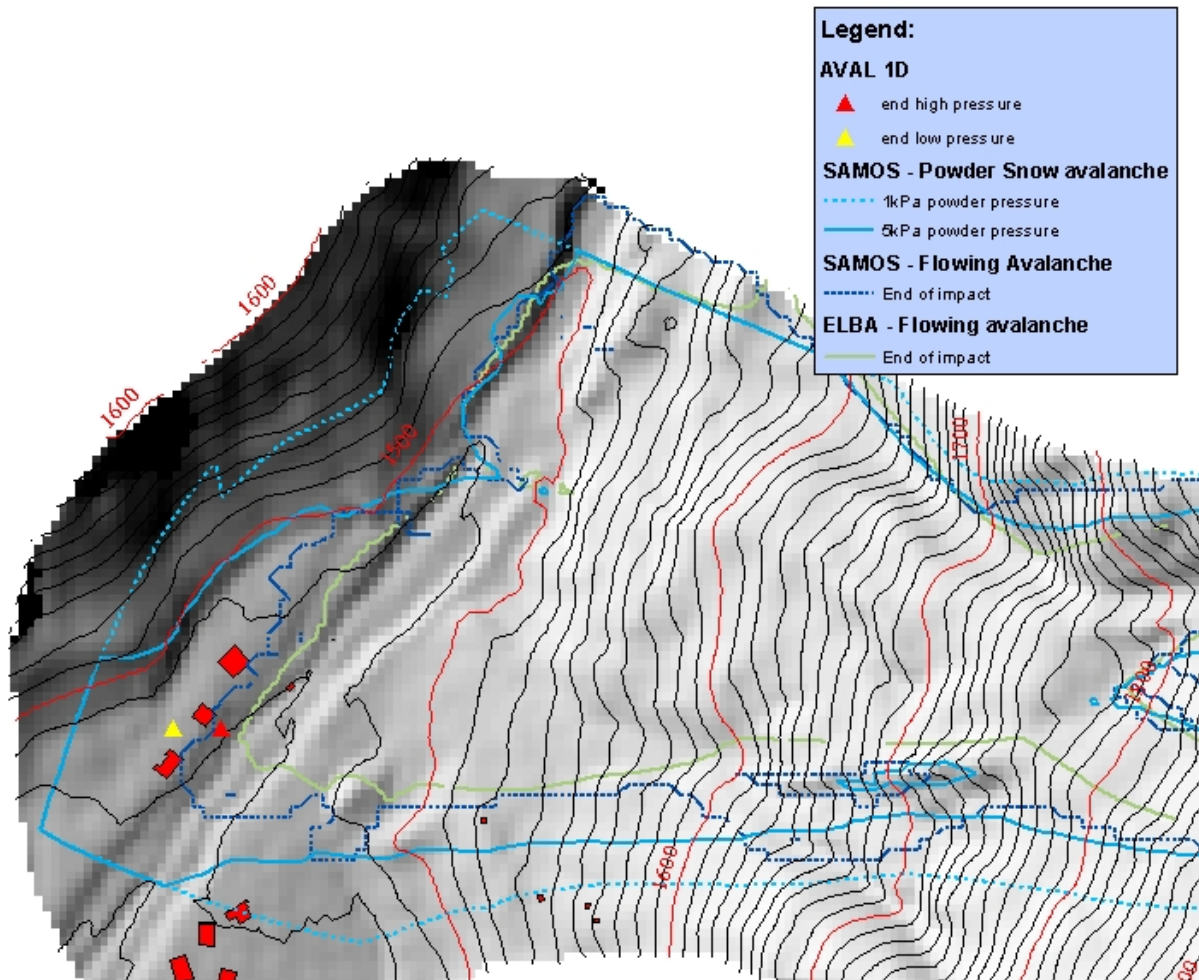 Legend:
AVAL 1D
end high pressure
end low pressure
SAMOS - Powder Snow avalanche
1kPa powder pressure
5kPa powder pressure
SAMOS - Flowing Avalanche
End of impact
ELBA - Flowing avalanche
End of impact
1600
1600
1500
1700
1600